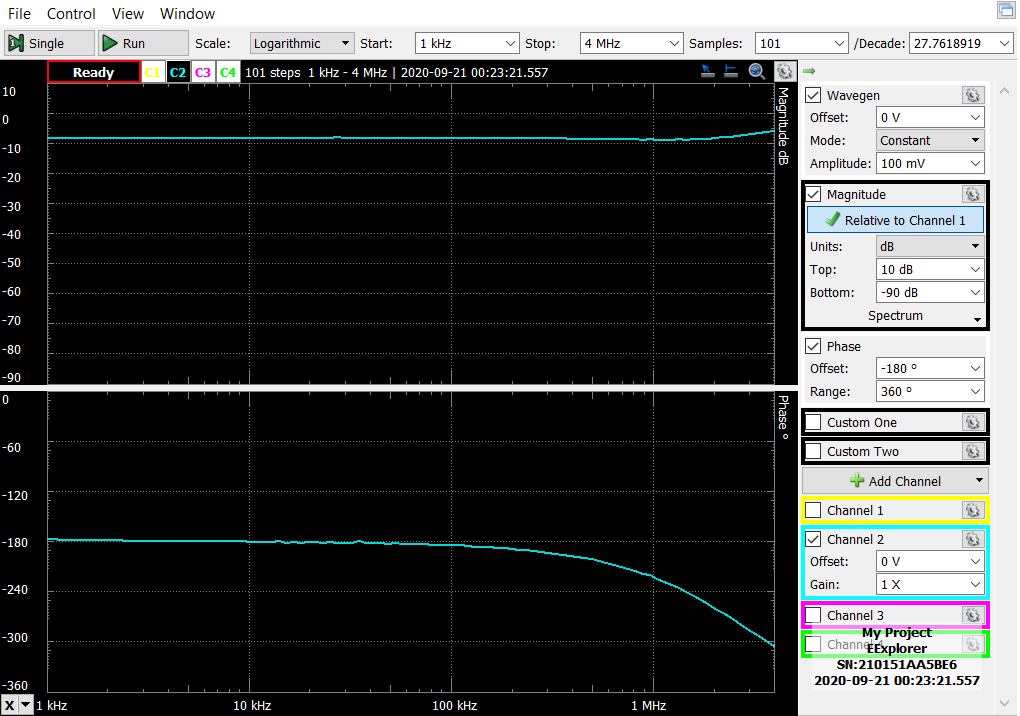 File Control View Window
Single Run Scale: Logarithmic Start: 1 kHz Stop: 4 MHz Samples: 101 /Decade: 27.7618919
Ready C1 C2 C3 C4 101 steps 1 kHz - 4 MHz | 2020-09-21 00:23:21.557
10
0
-10
-20
-30
-40
-50
-60
-70
-80
-90
Magnitude dB
0
-60
-120
-180
-240
-300
-360
Phase º
X 1 kHz 10 kHz 100 kHz 1 MHz
Wavegen
Offset: 0 V
Mode: Constant
Amplitude: 100 mV
Magnitude
Relative to Channel 1
Units: dB
Top: 10 dB
Bottom: -90 dB
Spectrum
Phase
Offset: -180 º
Range: 360 º
Custom One
Custom Two
Add Channel
Channel 1
Channel 2
Offset: 0 V
Gain: 1 X
Channel 3
My Project
Channel 4
EExplorer
SN:210151AA5BE6
2020-09-21 00:23:21.557